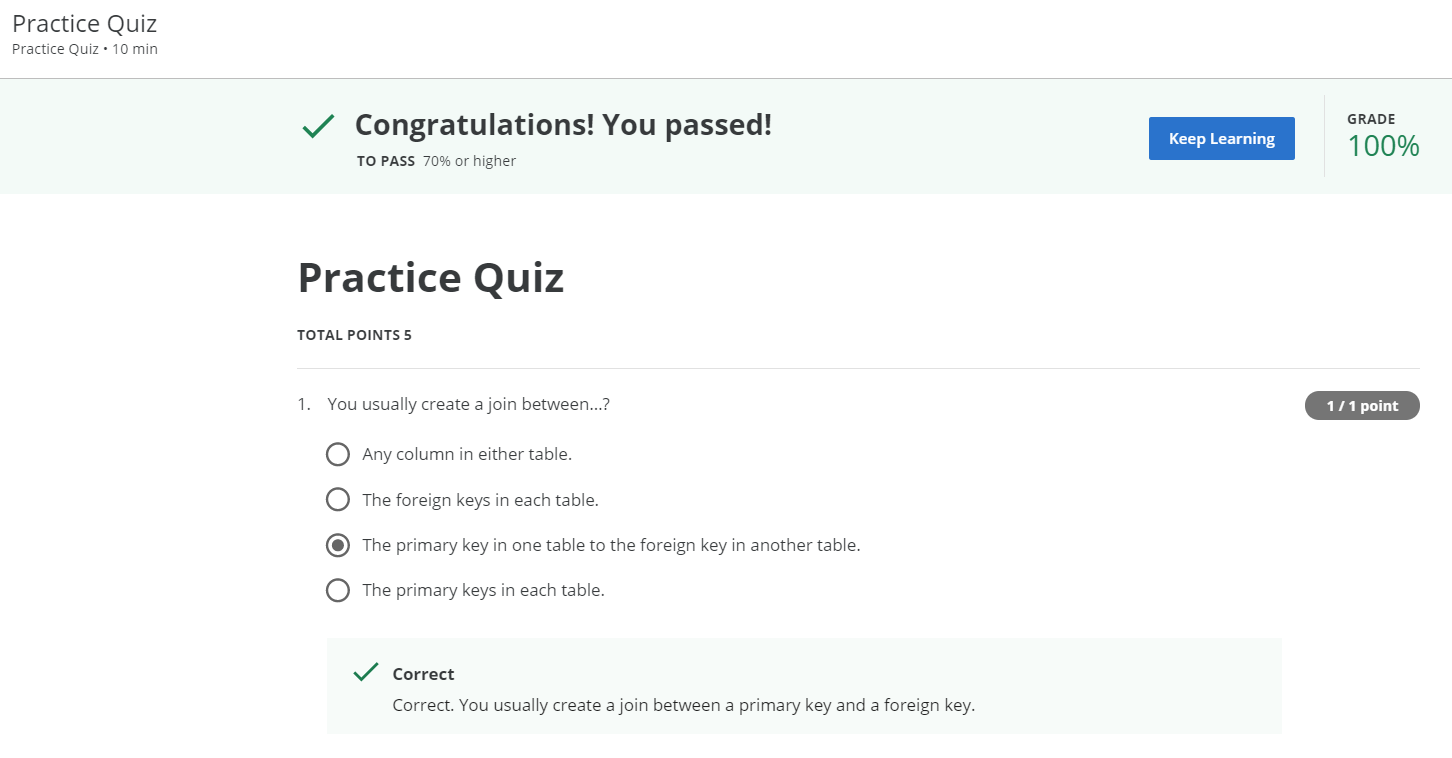 Practice Quiz
Practice Quiz • 10 min
Congratulations! You passed!
TO PASS 70% or higher
Keep Learning
GRADE
100%
Practice Quiz
TOTAL POINTS 5
1. You usually create a join between...?
1 / 1 point
Any column in either table.
The foreign keys in each table.
The primary key in one table to the foreign key in another table.
The primary keys in each table.
Correct
Correct. You usually create a join between a primary key and a foreign key.